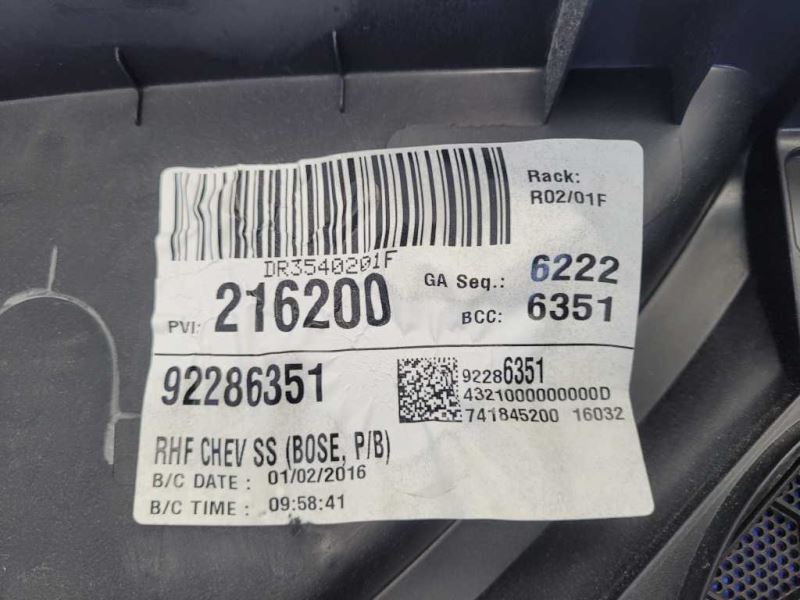 Rack:
R02/01F
DR3540201F
PVI: 216200
GA Seq.: 6222
BCC: 6351
92286351
92286351
4321000000000D
741845200 16032
RHF CHEV SS (BOSE, P/B)
B/C DATE : 01/02/2016
B/C TIME : 09:58:41